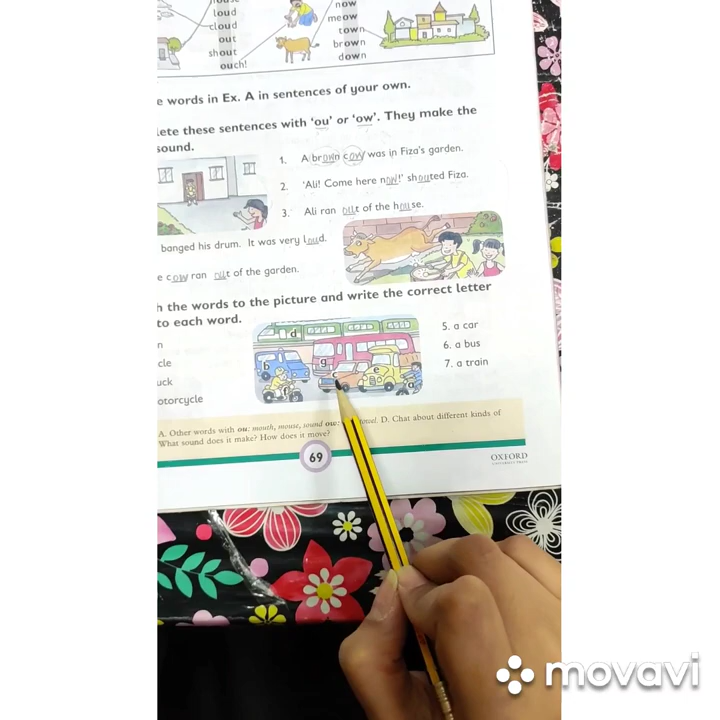 loud
cloud
out
shout
ouch!
now
meow
town
brown
down
e words in Ex. A in sentences of your own.
lete these sentences with 'ou' or 'ow'. They make the
sound.
1. A brown cow was in Fiza's garden.
2. 'Ali! Come here now!' shouted Fiza.
3. Ali ran out of the house.
banged his drum. It was very loud.
e cow ran out of the garden.
h the words to the picture and write the correct letter
to each word.
n
cle
uck
otorcycle
d
b
g
c
e
f
a
5. a car
6. a bus
7. a train
A. Other words with ou: mouth, mouse, sound ow: vowel. D. Chat about different kinds of
What sound does it make? How does it move?
69
OXFORD
UNIVERSITY PRESS
movavi